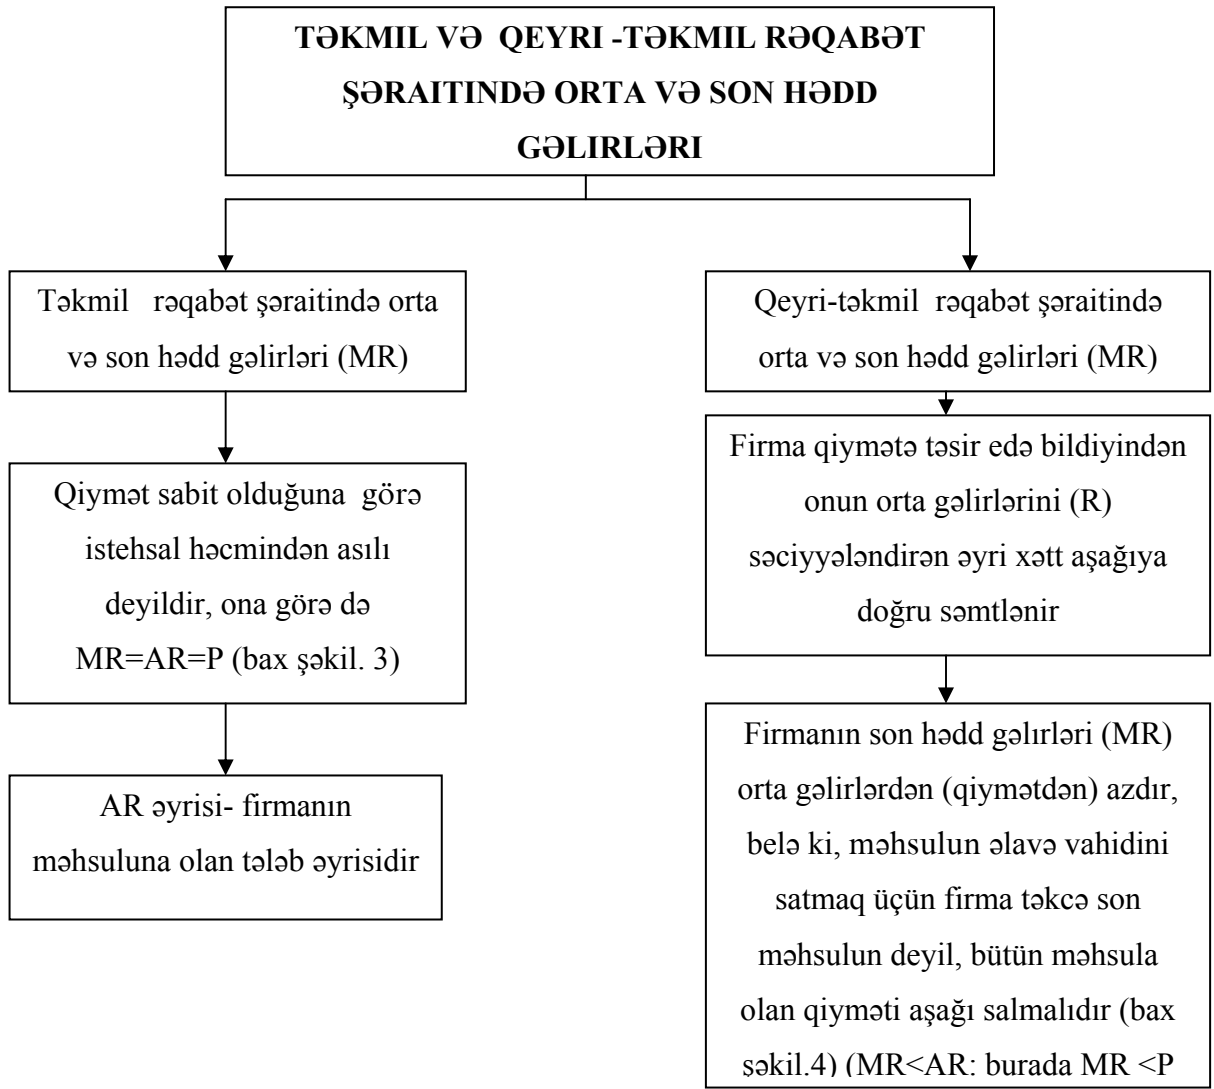 TƏKMIL VƏ QEYRI -TƏKMIL RƏQABƏT
ŞƏRAITINDƏ ORTA VƏ SON HƏDD
GƏLIRLƏRI
Təkmil rəqabət şəraitində orta
və son hədd gəlirləri (MR)
Qiymət sabit olduğuna görə
istehsal həcmindən asılı
deyildir, ona görə də
MR=AR=P (bax şəkil. 3)
AR əyrisi- firmanın
məhsuluna olan tələb əyrisidir
Qeyri-təkmil rəqabət şəraitində
orta və son hədd gəlirləri (MR)
Firma qiymətə təsir edə bildiyindən
onun orta gəlirlərini (R)
səciyyələndirən əyri xətt aşağıya
doğru səmtlənir
Firmanın son hədd gəlırləri (MR)
orta gəlirlərdən (qiymətdən) azdır,
belə ki, məhsulun əlavə vahidini
satmaq üçün firma təkcə son
məhsulun deyil, bütün məhsula
olan qiyməti aşağı salmalıdır (bax
şəkil.4) (MR<AR: burada MR <P